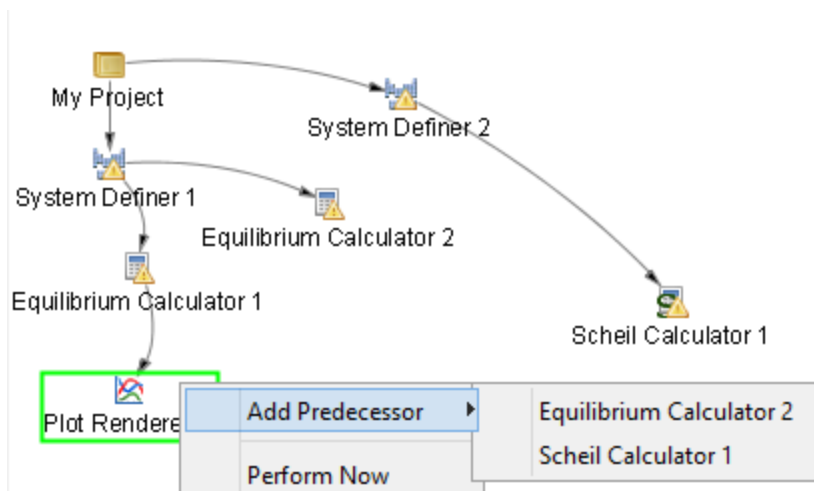 My Project
System Definer 2
System Definer 1
Equilibrium Calculator 2
Equilibrium Calculator 1
Scheil Calculator 1
Plot Rendere
Add Predecessor
Equilibrium Calculator 2
Scheil Calculator 1
Perform Now